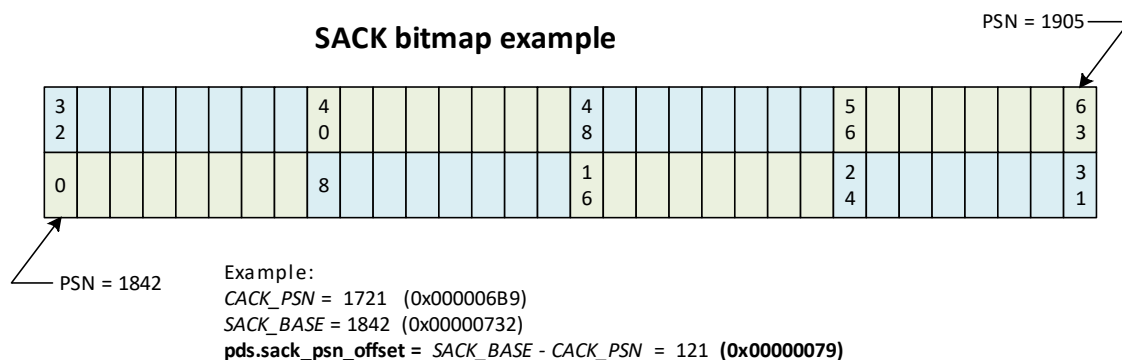 PSN = 1905
SACK bitmap example
32 40 48 56 63
0 8 16 24 31
PSN = 1842
Example:
CACK_PSN = 1721 (0x000006B9)
SACK_BASE = 1842 (0x00000732)
pds.sack_psn_offset = SACK_BASE - CACK_PSN = 121 (0x00000079)